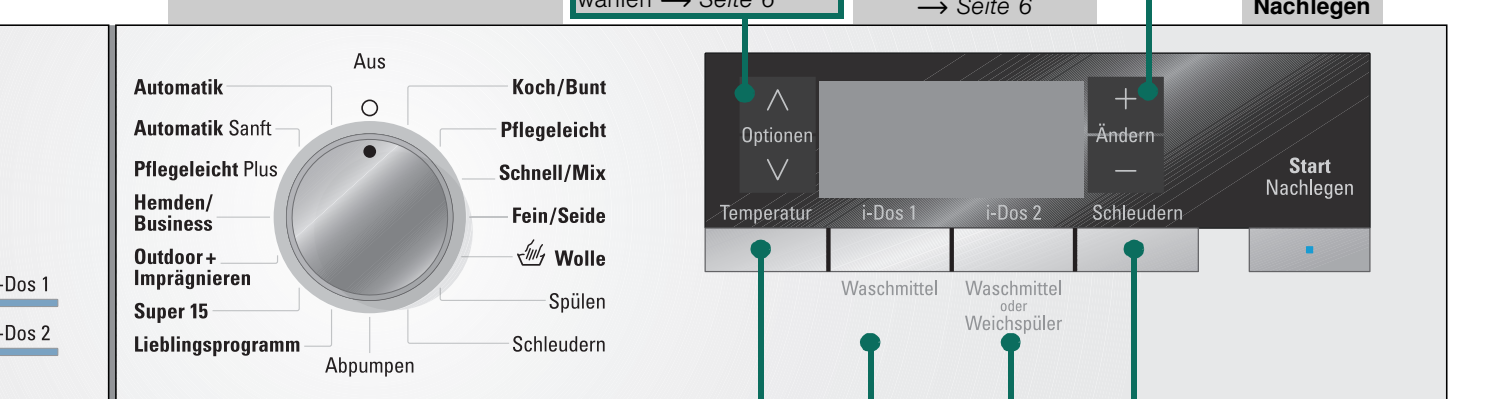 wählen → Seite 6
→ Seite 6
Nachlegen
Aus
Automatik
Automatik Sanft
Pflegeleicht Plus
Hemden/
Business
Outdoor+
Imprägnieren
Super 15
Lieblingsprogramm
Abpumpen
Koch/Bunt
Pflegeleicht
Schnell/Mix
Fein/Seide
Wolle
Spülen
Schleudern
Optionen
+
Ändern
−
Start
Nachlegen
Temperatur
i-Dos 1
i-Dos 2
Schleudern
Waschmittel
Waschmittel
oder
Weichspüler
-Dos 1
-Dos 2